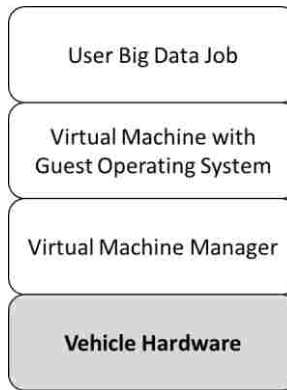 User Big Data Job
Virtual Machine with
Guest Operating System
Virtual Machine Manager
Vehicle Hardware